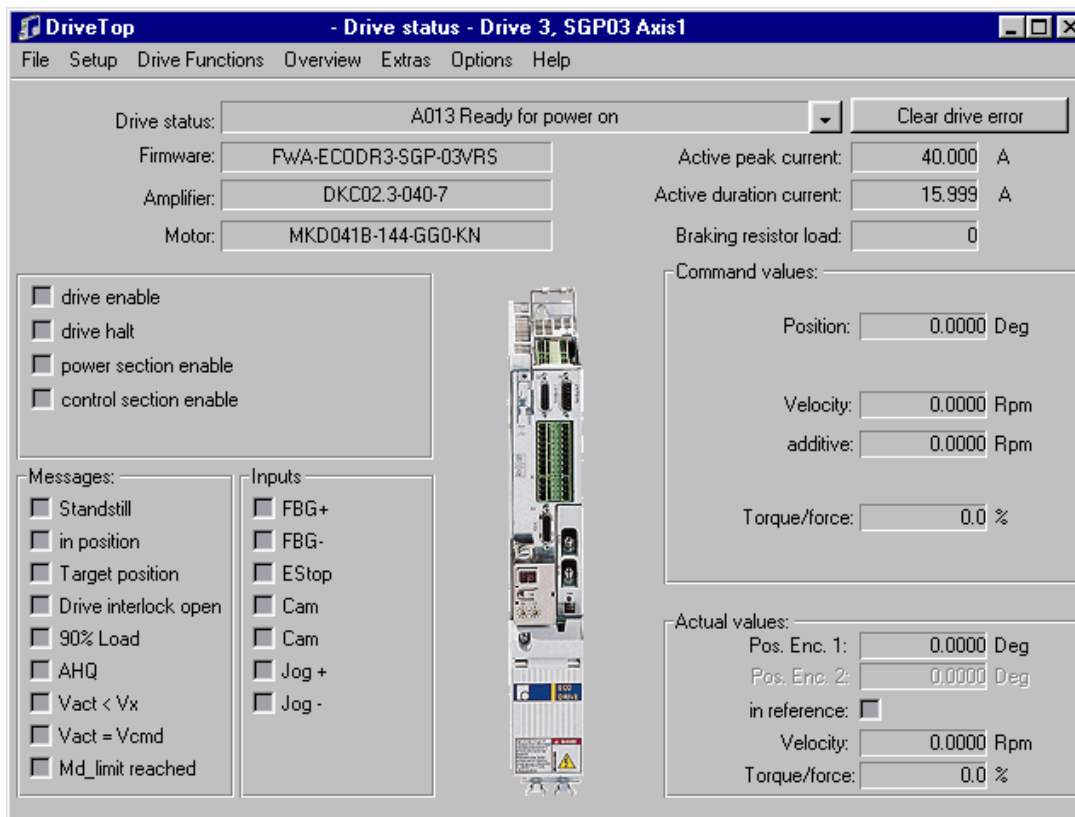 DriveTop - Drive status - Drive 3, SGP03 Axis1
File Setup Drive Functions Overview Extras Options Help
Drive status: A013 Ready for power on Clear drive error
Firmware: FWA-ECODR3-SGP-03VRS Active peak current: 40.000 A
Amplifier: DKC02.3-040-7 Active duration current: 15.999 A
Motor: MKD041B-144-GG0-KN Braking resistor load: 0
drive enable
drive halt
power section enable
control section enable
Messages:
Standstill
in position
Target position
Drive interlock open
90% Load
AHQ
Vact < Vx
Vact = Vcmd
Md_limit reached
Inputs
FBG+
FBG-
EStop
Cam
Cam
Jog +
Jog -
ECO
DRIVE
Command values:
Position: 0.0000 Deg
Velocity: 0.0000 Rpm
additive: 0.0000 Rpm
Torque/force: 0.0 %
Actual values:
Pos. Enc. 1: 0.0000 Deg
Pos. Enc. 2: 0.0000 Deg
in reference:
Velocity: 0.0000 Rpm
Torque/force: 0.0 %